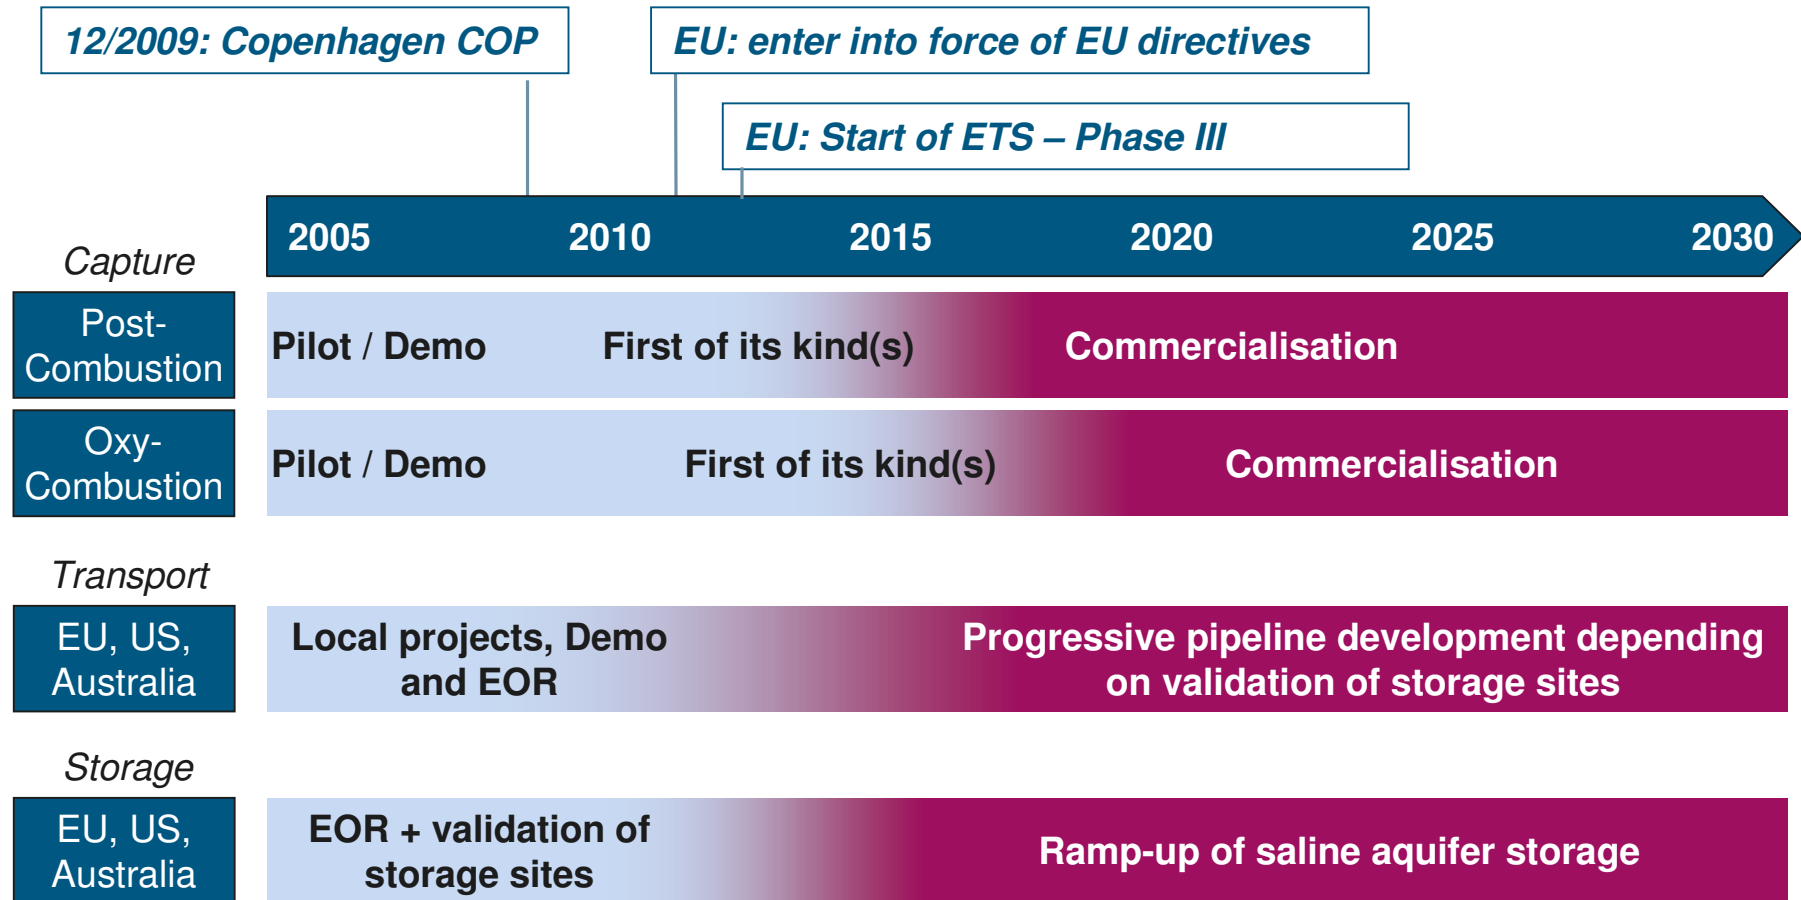 12/2009: Copenhagen COP
EU: enter into force of EU directives
EU: Start of ETS – Phase III
2005 2010 2015 2020 2025 2030
Capture
Post-
Combustion
Pilot / Demo First of its kind(s) Commercialisation
Oxy-
Combustion
Pilot / Demo First of its kind(s) Commercialisation
Transport
EU, US,
Australia
Local projects, Demo
and EOR
Progressive pipeline development depending
on validation of storage sites
Storage
EU, US,
Australia
EOR + validation of
storage sites
Ramp-up of saline aquifer storage